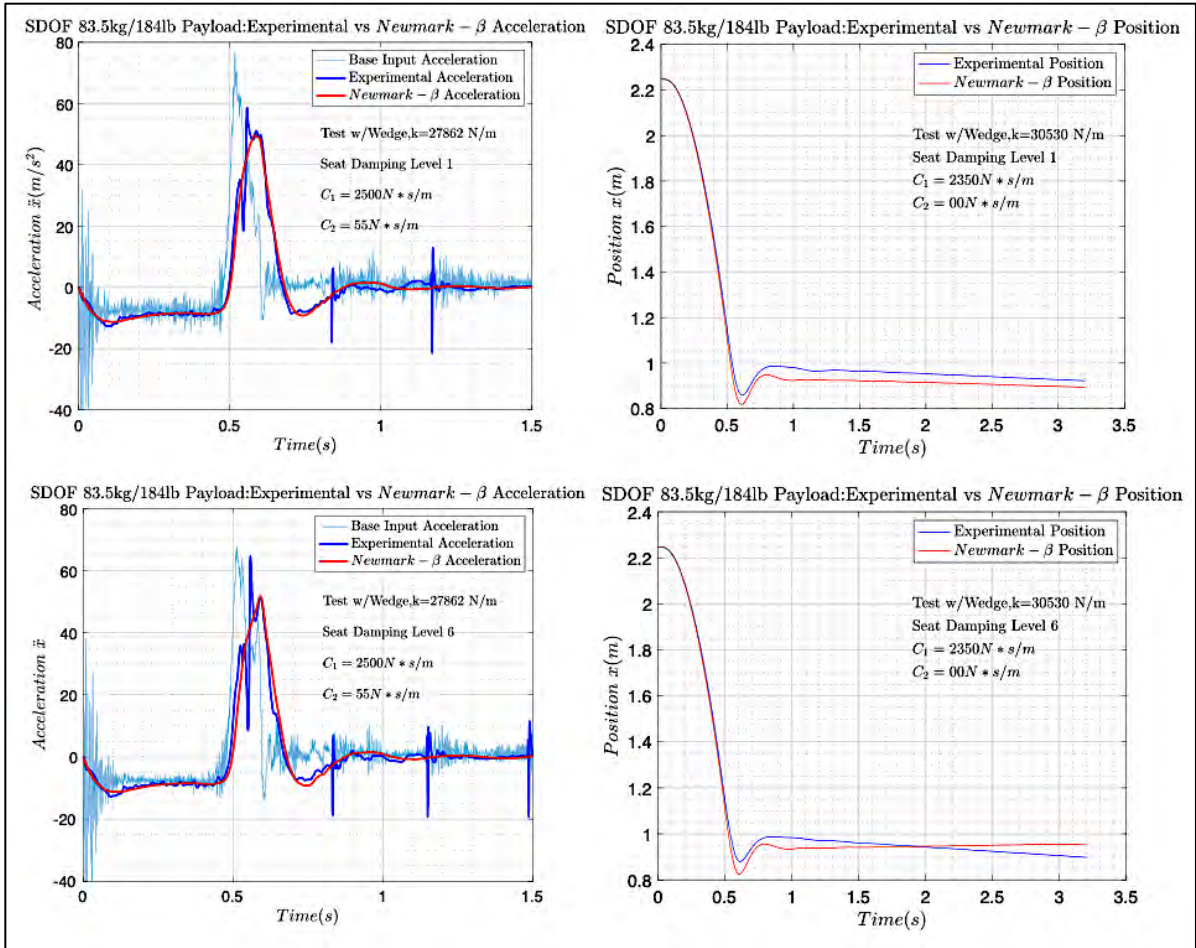 SDOF 83.5kg/184lb Payload:Experimental vs Newmark − β Acceleration
80
60
40
20
0
-20
-40
Acceleration ẍ(m/s²)
Base Input Acceleration
Experimental Acceleration
Newmark − β Acceleration
Test w/Wedge,k=27862 N/m
Seat Damping Level 1
C₁ = 2500N * s/m
C₂ = 55N * s/m
0 0.5 1 1.5
Time(s)
SDOF 83.5kg/184lb Payload:Experimental vs Newmark − β Position
2.4
2.2
2
1.8
1.6
1.4
1.2
1
0.8
Position x(m)
Experimental Position
Newmark − β Position
Test w/Wedge,k=30530 N/m
Seat Damping Level 1
C₁ = 2350N * s/m
C₂ = 00N * s/m
0 0.5 1 1.5 2 2.5 3 3.5
Time(s)
SDOF 83.5kg/184lb Payload:Experimental vs Newmark − β Acceleration
80
60
40
20
0
-20
-40
Acceleration ẍ
Base Input Acceleration
Experimental Acceleration
Newmark − β Acceleration
Test w/Wedge,k=27862 N/m
Seat Damping Level 6
C₁ = 2500N * s/m
C₂ = 55N * s/m
0 0.5 1 1.5
Time(s)
SDOF 83.5kg/184lb Payload:Experimental vs Newmark − β Position
2.4
2.2
2
1.8
1.6
1.4
1.2
1
0.8
Position x(m)
Experimental Position
Newmark − β Position
Test w/Wedge,k=30530 N/m
Seat Damping Level 6
C₁ = 2350N * s/m
C₂ = 00N * s/m
0 0.5 1 1.5 2 2.5 3 3.5
Time(s)